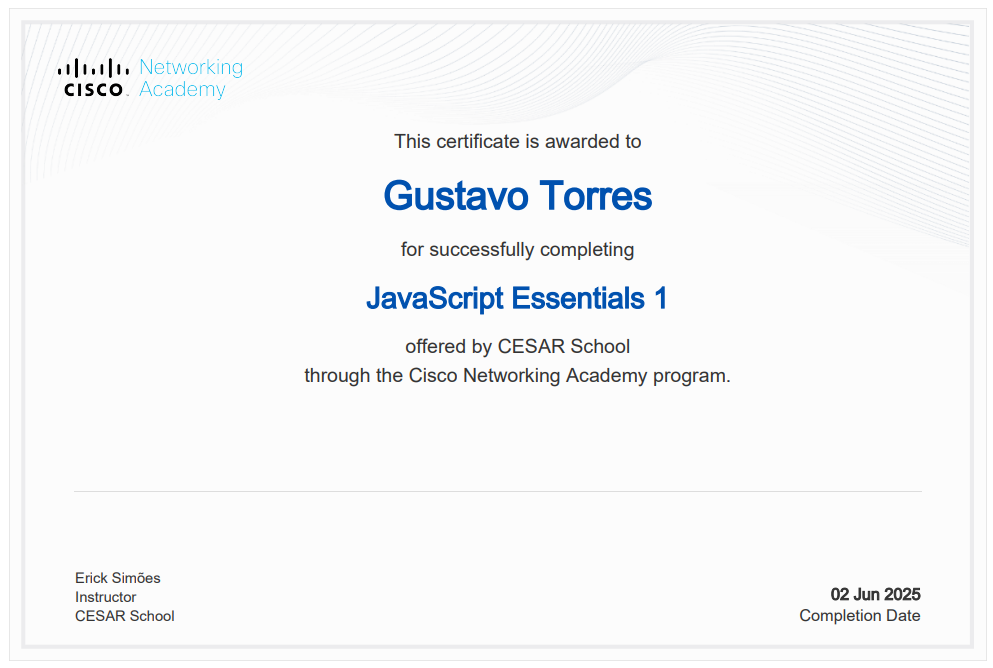 Networking
CISCO Academy
This certificate is awarded to
Gustavo Torres
for successfully completing
JavaScript Essentials 1
offered by CESAR School
through the Cisco Networking Academy program.
Erick Simões
Instructor
CESAR School
02 Jun 2025
Completion Date